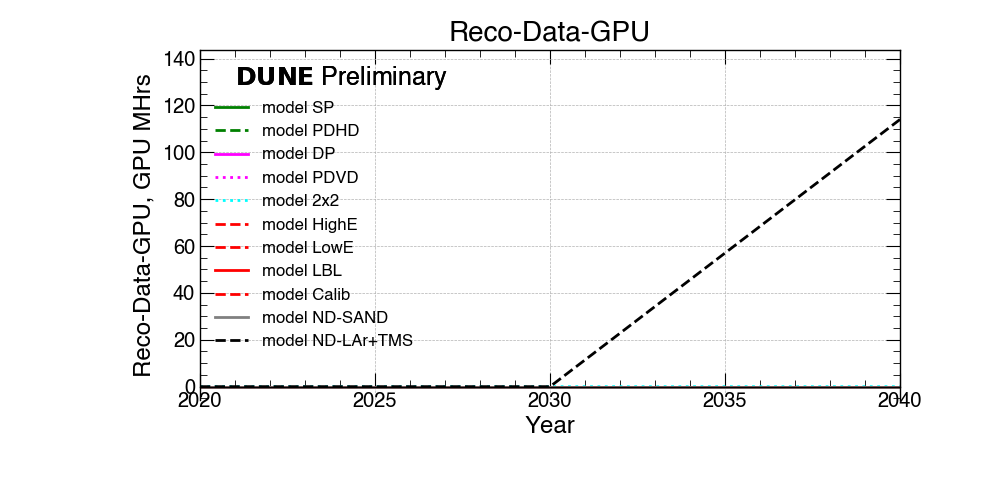 Reco-Data-GPU
Reco-Data-GPU, GPU MHrs
140
120
100
80
60
40
20
0
DUNE Preliminary
model SP
model PDHD
model DP
model PDVD
model 2x2
model HighE
model LowE
model LBL
model Calib
model ND-SAND
model ND-LAr+TMS
2020 2025 2030 2035 2040
Year